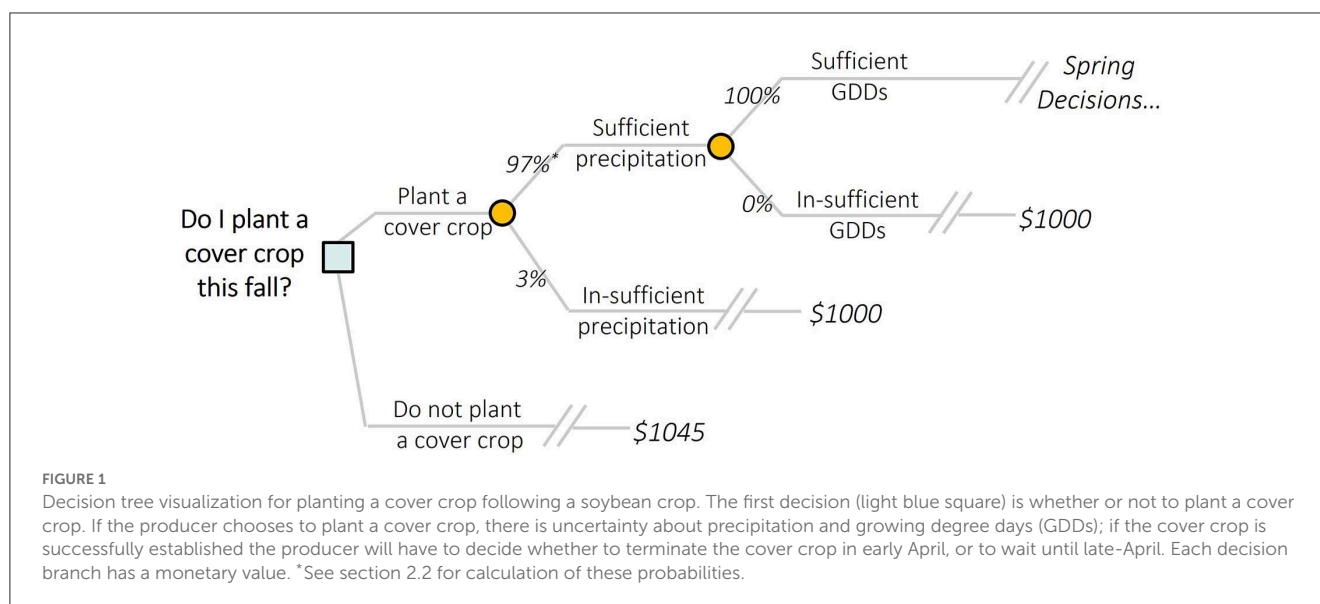 Sufficient
GDDs
100%
Spring
Decisions...
Sufficient
precipitation
97%*
0%
In-sufficient
GDDs
$1000
Plant a
cover crop
Do I plant a
cover crop
this fall?
3%
In-sufficient
precipitation
$1000
Do not plant
a cover crop
$1045
FIGURE 1
Decision tree visualization for planting a cover crop following a soybean crop. The first decision (light blue square) is whether or not to plant a cover
crop. If the producer chooses to plant a cover crop, there is uncertainty about precipitation and growing degree days (GDDs); if the cover crop is
successfully established the producer will have to decide whether to terminate the cover crop in early April, or to wait until late-April. Each decision
branch has a monetary value. *See section 2.2 for calculation of these probabilities.